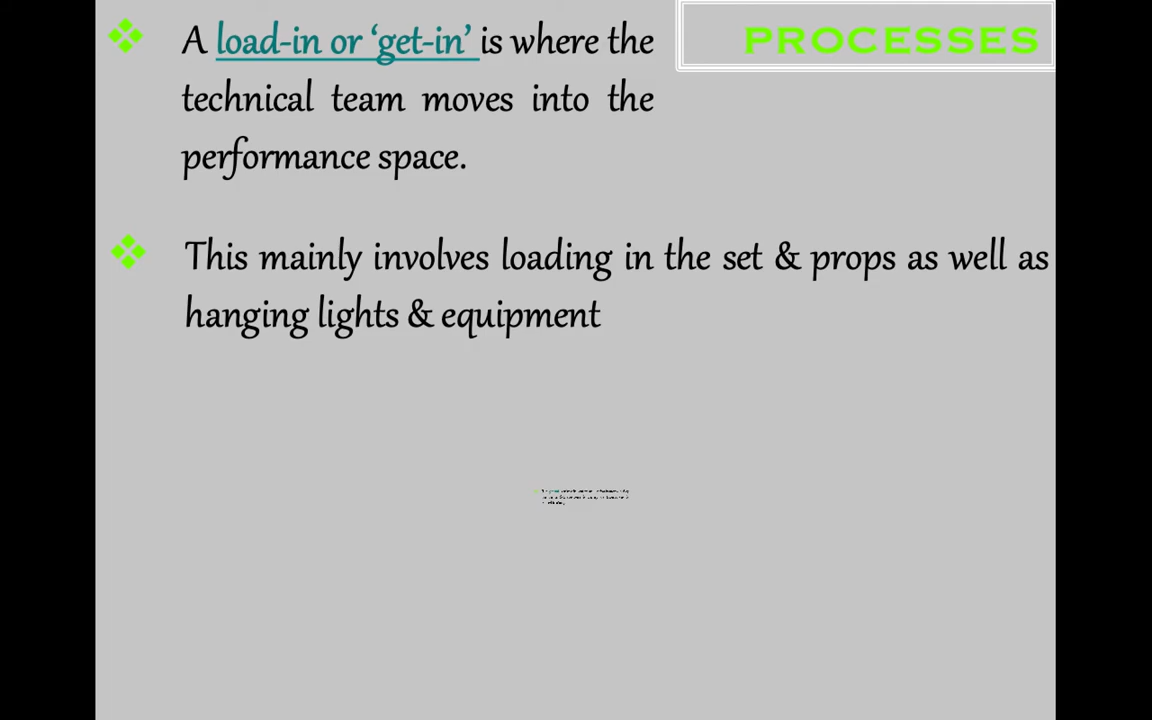 PROCESSES
A load-in or ‘get-in’ is where the
technical team moves into the
performance space.
This mainly involves loading in the set & props as well as
hanging lights & equipment